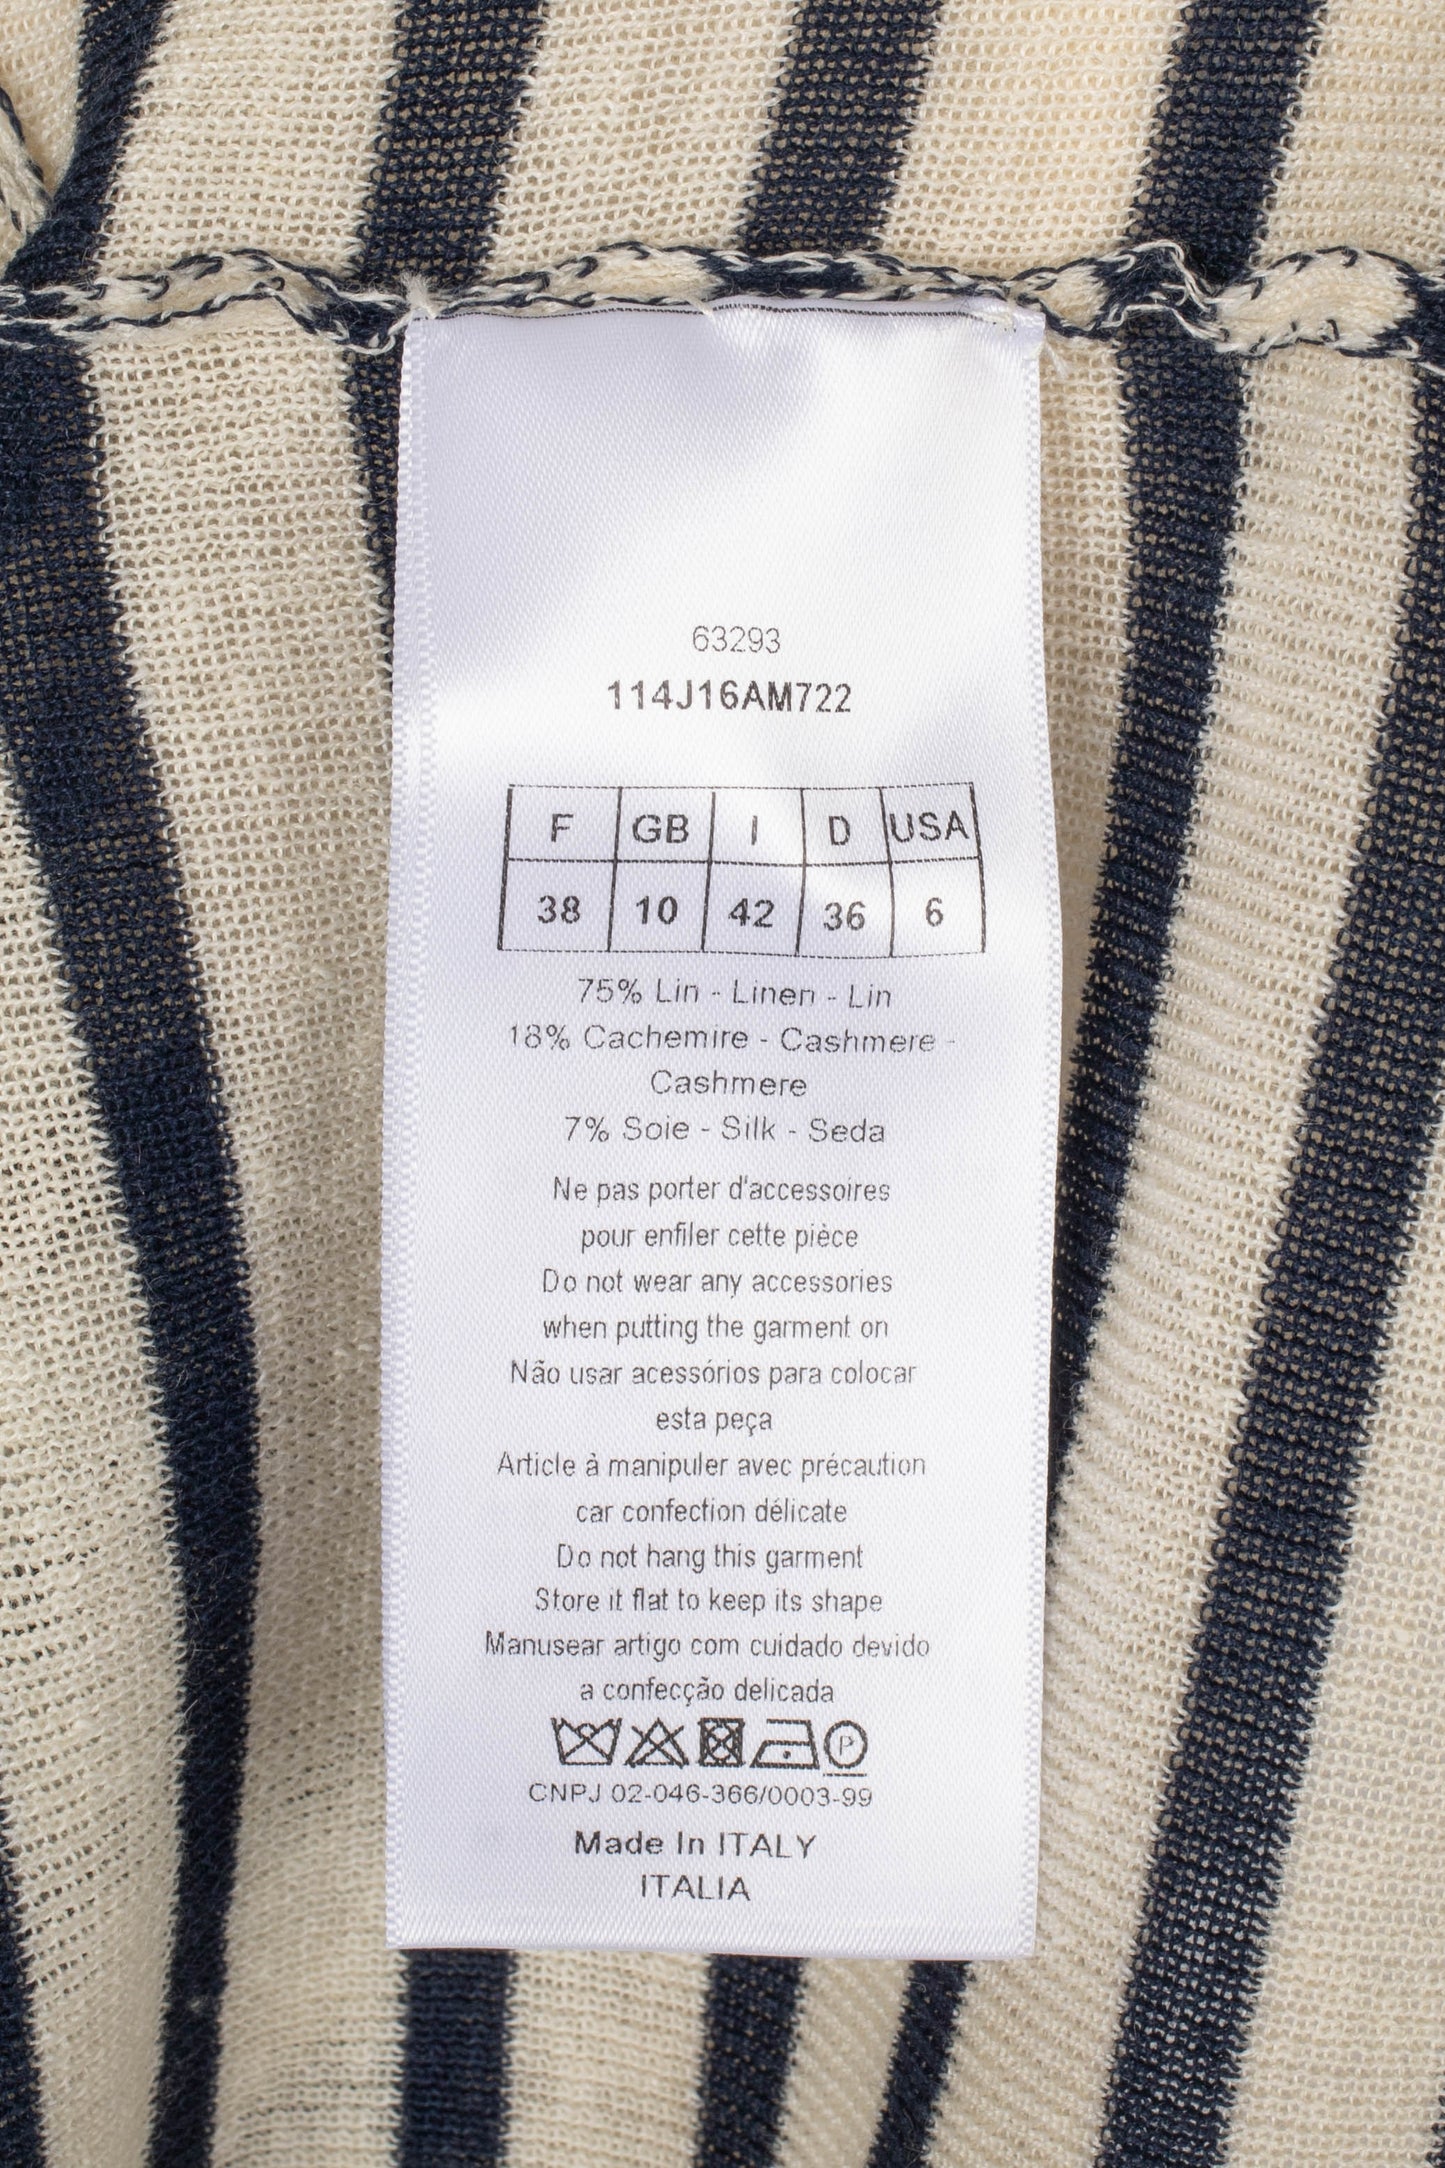 63293
114J16AM722
F GB I D USA
38 10 42 36 6
75% Lin - Linen - Lin
18% Cachemire - Cashmere -
Cashmere
7% Soie - Silk - Seda
Ne pas porter d'accessoires
pour enfiler cette pièce
Do not wear any accessories
when putting the garment on
Não usar acessórios para colocar
esta peça
Article à manipuler avec précaution
car confection délicate
Do not hang this garment
Store it flat to keep its shape
Manusear artigo com cuidado devido
a confecção delicada
P
CNPJ 02-046-366/0003-99
Made In ITALY
ITALIA